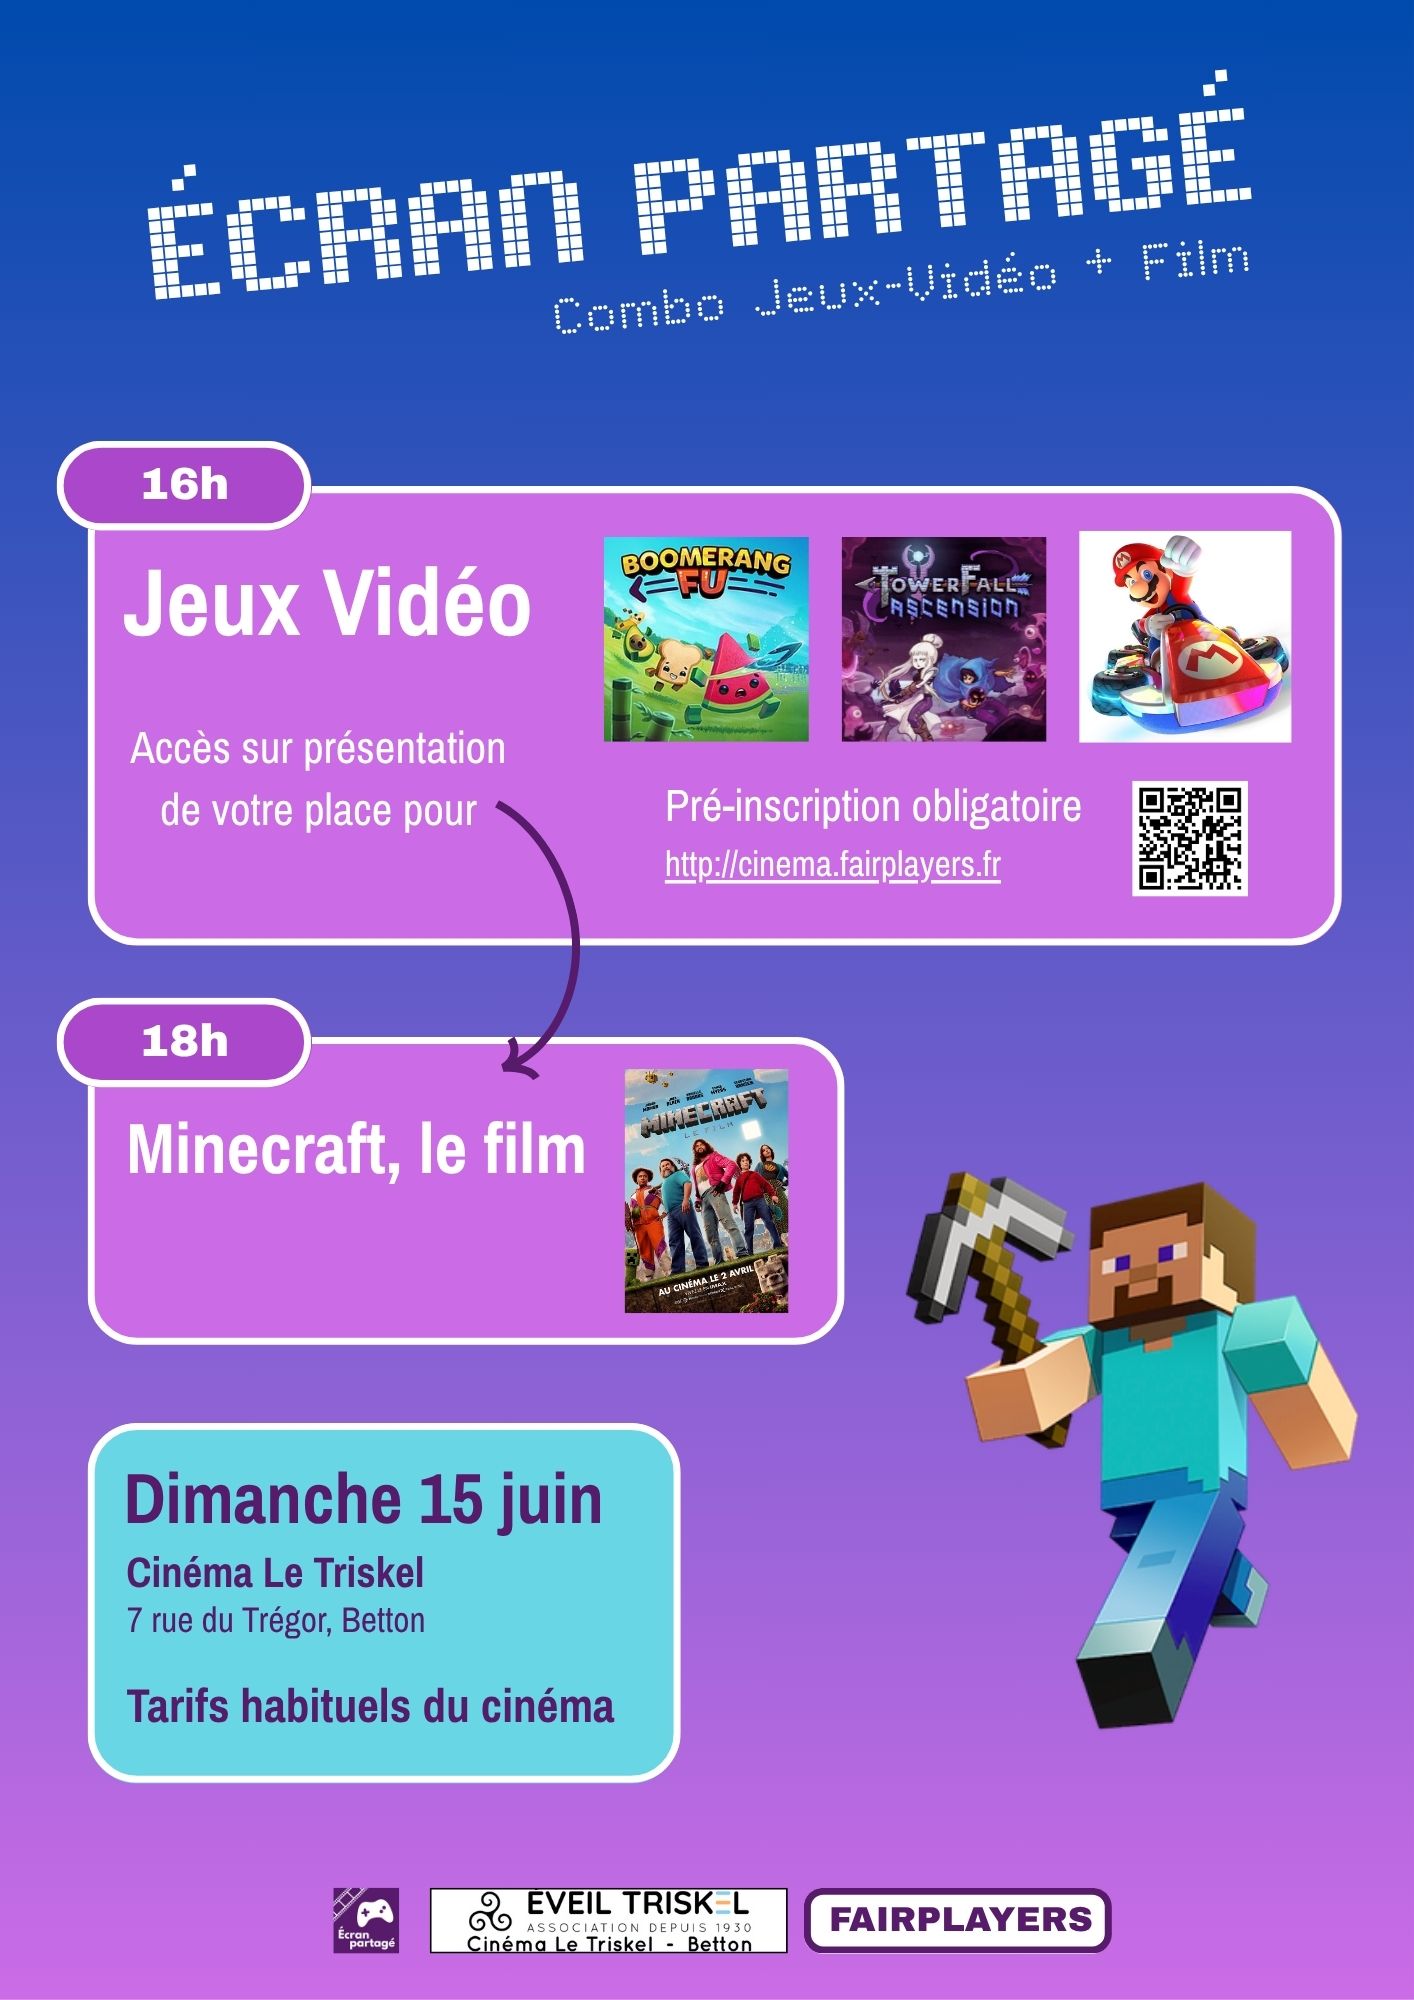 ÉCRAN PARTAGÉ
Combo Jeux-Vidéo + Film
16h
Jeux Vidéo
BOOMERANG
FU
TOWERFALL
ASCENSION
M
M
Accès sur présentation
de votre place pour
Pré-inscription obligatoire
http://cinema.fairplayers.fr
18h
Minecraft, le film
MINECRAFT
LE FILM
AU CINÉMA LE 2 AVRIL
Dimanche 15 juin
Cinéma Le Triskel
7 rue du Trégor, Betton
Tarifs habituels du cinéma
Écran
partagé
ÉVEIL TRISKEL
ASSOCIATION DEPUIS 1930
Cinéma Le Triskel - Betton
FAIRPLAYERS